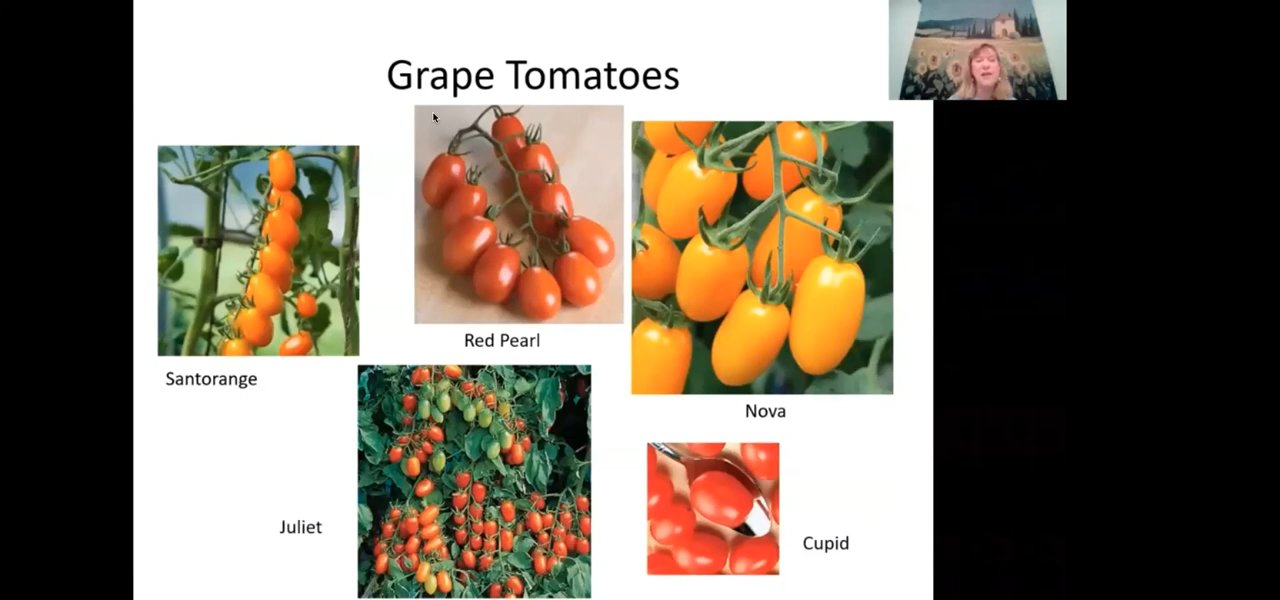 Grape Tomatoes
Red Pearl
Santorange
Nova
Juliet
Cupid